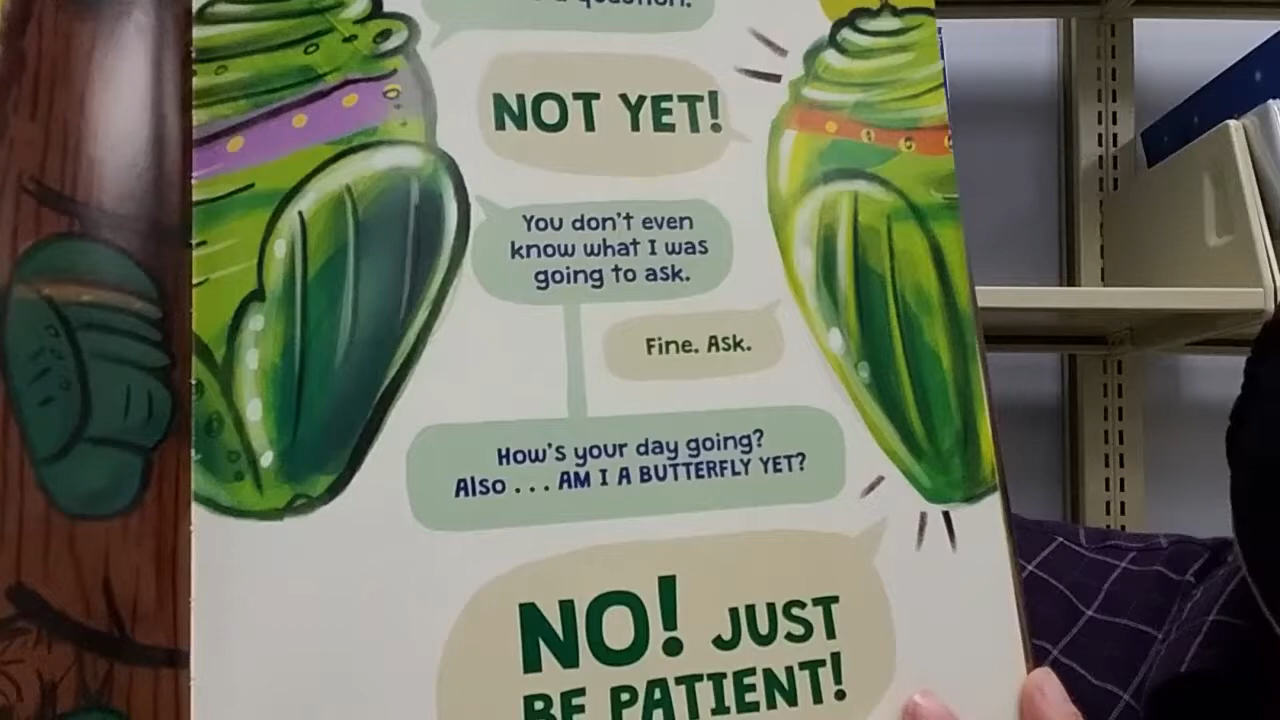 a question.
NOT YET!
You don't even
know what I was
going to ask.
Fine. Ask.
How's your day going?
Also . . . AM I A BUTTERFLY YET?
NO! JUST
BE PATIENT!